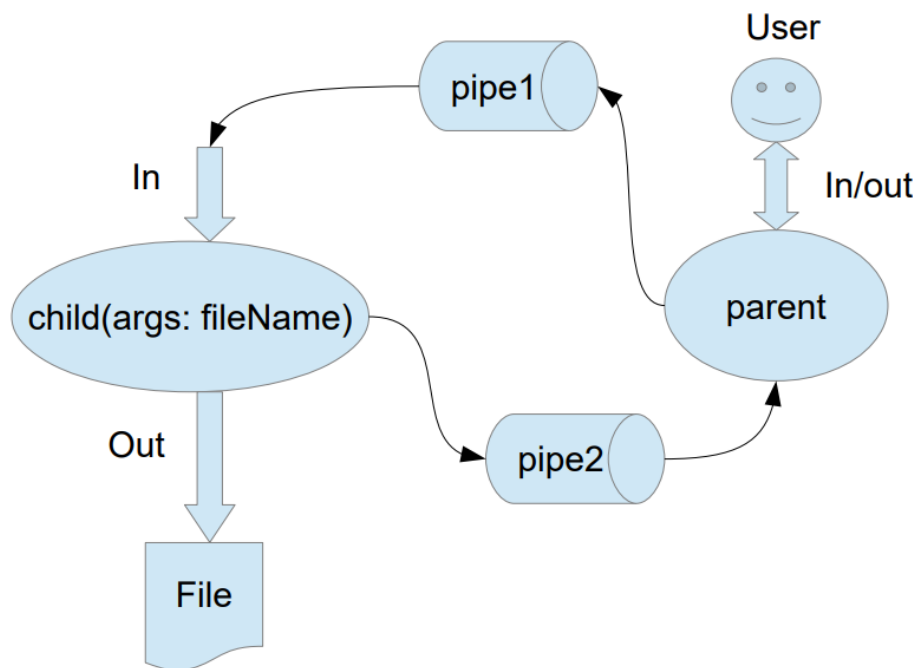 User
pipe1
In
In/out
child(args: fileName)
parent
Out
pipe2
File